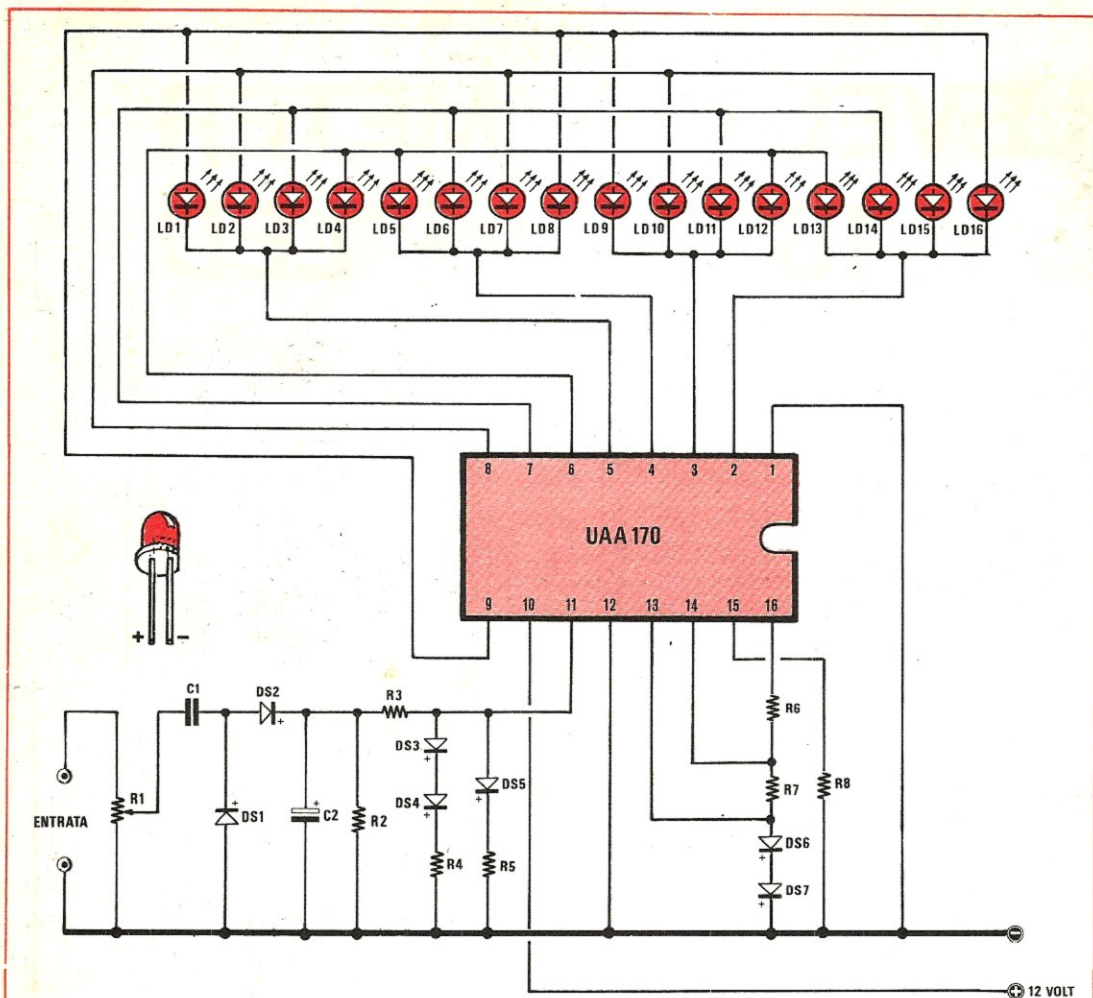 LD1 LD2 LD3 LD4 LD5 LD6 LD7 LD8 LD9 LD10 LD11 LD12 LD13 LD14 LD15 LD16
8 7 6 5 4 3 2 1
UAA 170
9 10 11 12 13 14 15 16
+ -
C1 DS2 + R3
R6
DS3 +
R1 DS1 + C2 + R2 DS4 + DS5 + R7 R8
ENTRATA
R4 R5 DS6 +
DS7 +
-
+ 12 VOLT